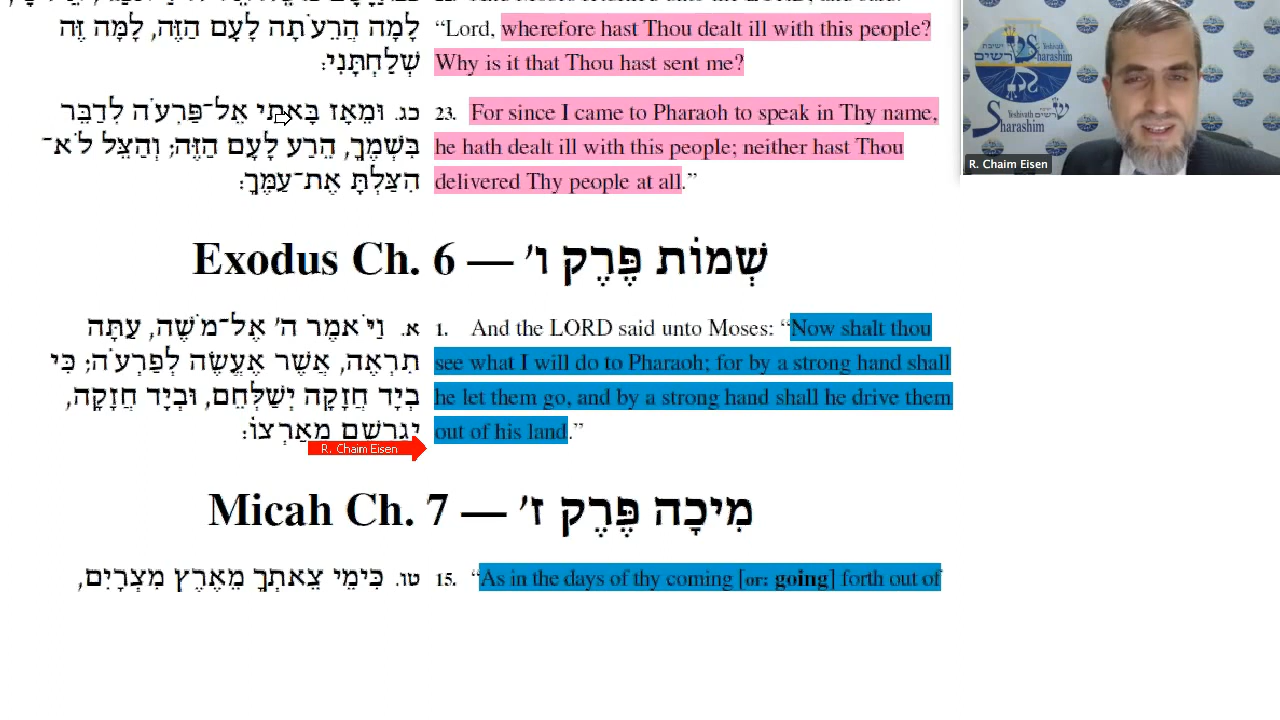 “Lord, wherefore hast Thou dealt ill with this people?
לָמָה הֲרֵעֹתָה לָעָם הַזֶּה, לָמָּה זֶּה
Why is it that Thou hast sent me?
שְׁלַחְתָּנִי:
23. For since I came to Pharaoh to speak in Thy name,
כג. וּמֵאָז בָּאתִי אֶל־פַּרְעֹה לְדַבֵּר
he hath dealt ill with this people; neither hast Thou
בִּשְׁמֶךָ, הֵרַע לָעָם הַזֶּה; וְהַצֵּל לֹא־
delivered Thy people at all.”
הִצַּלְתָּ אֶת־עַמֶּךָ:
Exodus Ch. 6 — שְׁמוֹת פֶּרֶק ו׳
1. And the LORD said unto Moses: “Now shalt thou
א. וַיֹּאמֶר ה׳ אֶל־מֹשֶׁה, עַתָּה
see what I will do to Pharaoh; for by a strong hand shall
תִרְאֶה, אֲשֶׁר אֶעֱשֶׂה לְפַרְעֹה; כִּי
he let them go, and by a strong hand shall he drive them
בְיָד חֲזָקָה יְשַׁלְּחֵם, וּבְיָד חֲזָקָה,
out of his land.”
יְגָרְשֵׁם מֵאַרְצוֹ:
R. Chaim Eisen
Micah Ch. 7 — מִיכָה פֶּרֶק ז׳
15. “As in the days of thy coming [or: going] forth out of
טו. כִּימֵי צֵאתְךָ מֵאֶרֶץ מִצְרָיִם,
Yeshivath
Sharashim
שרשים
Yeshivath שרשים
Sharashim
R. Chaim Eisen